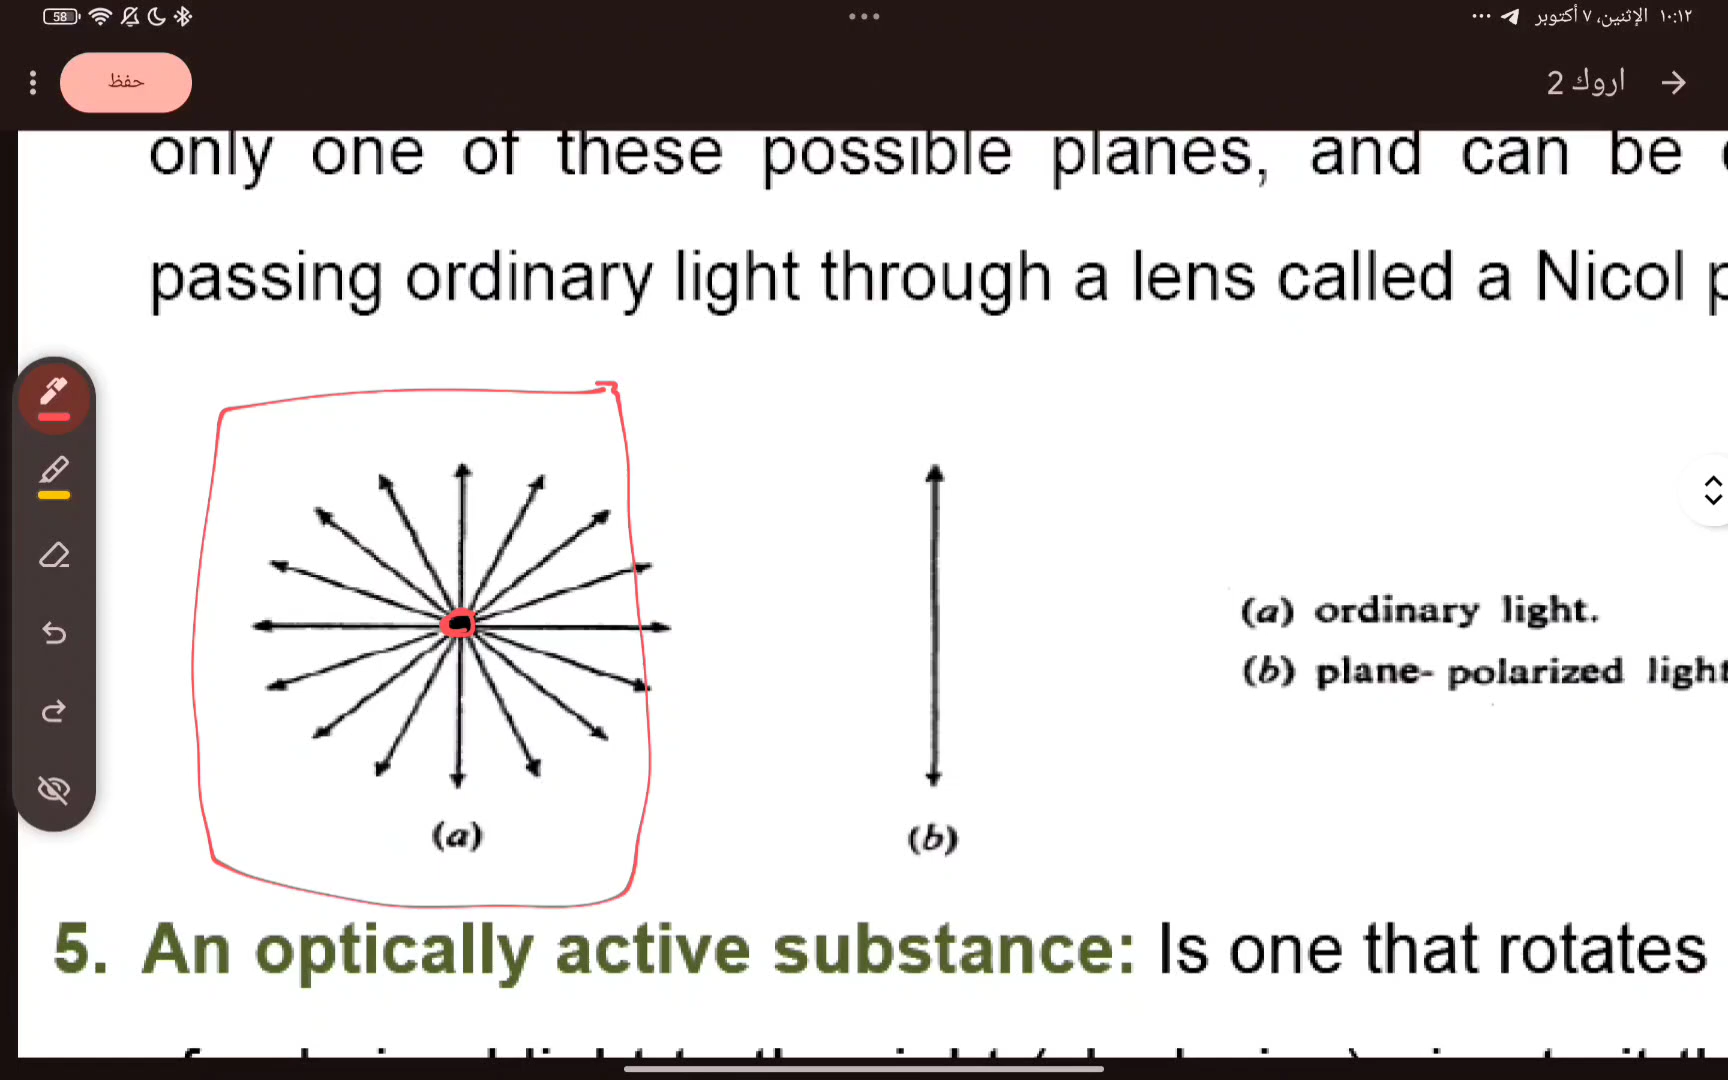 58
١٠:١٢ الإثنين، ٧ أكتوبر
حفظ
اروك 2
only one of these possible planes, and can be
passing ordinary light through a lens called a Nicol
(a) ordinary light.
(b) plane- polarized light
(a)
(b)
5. An optically active substance: Is one that rotates